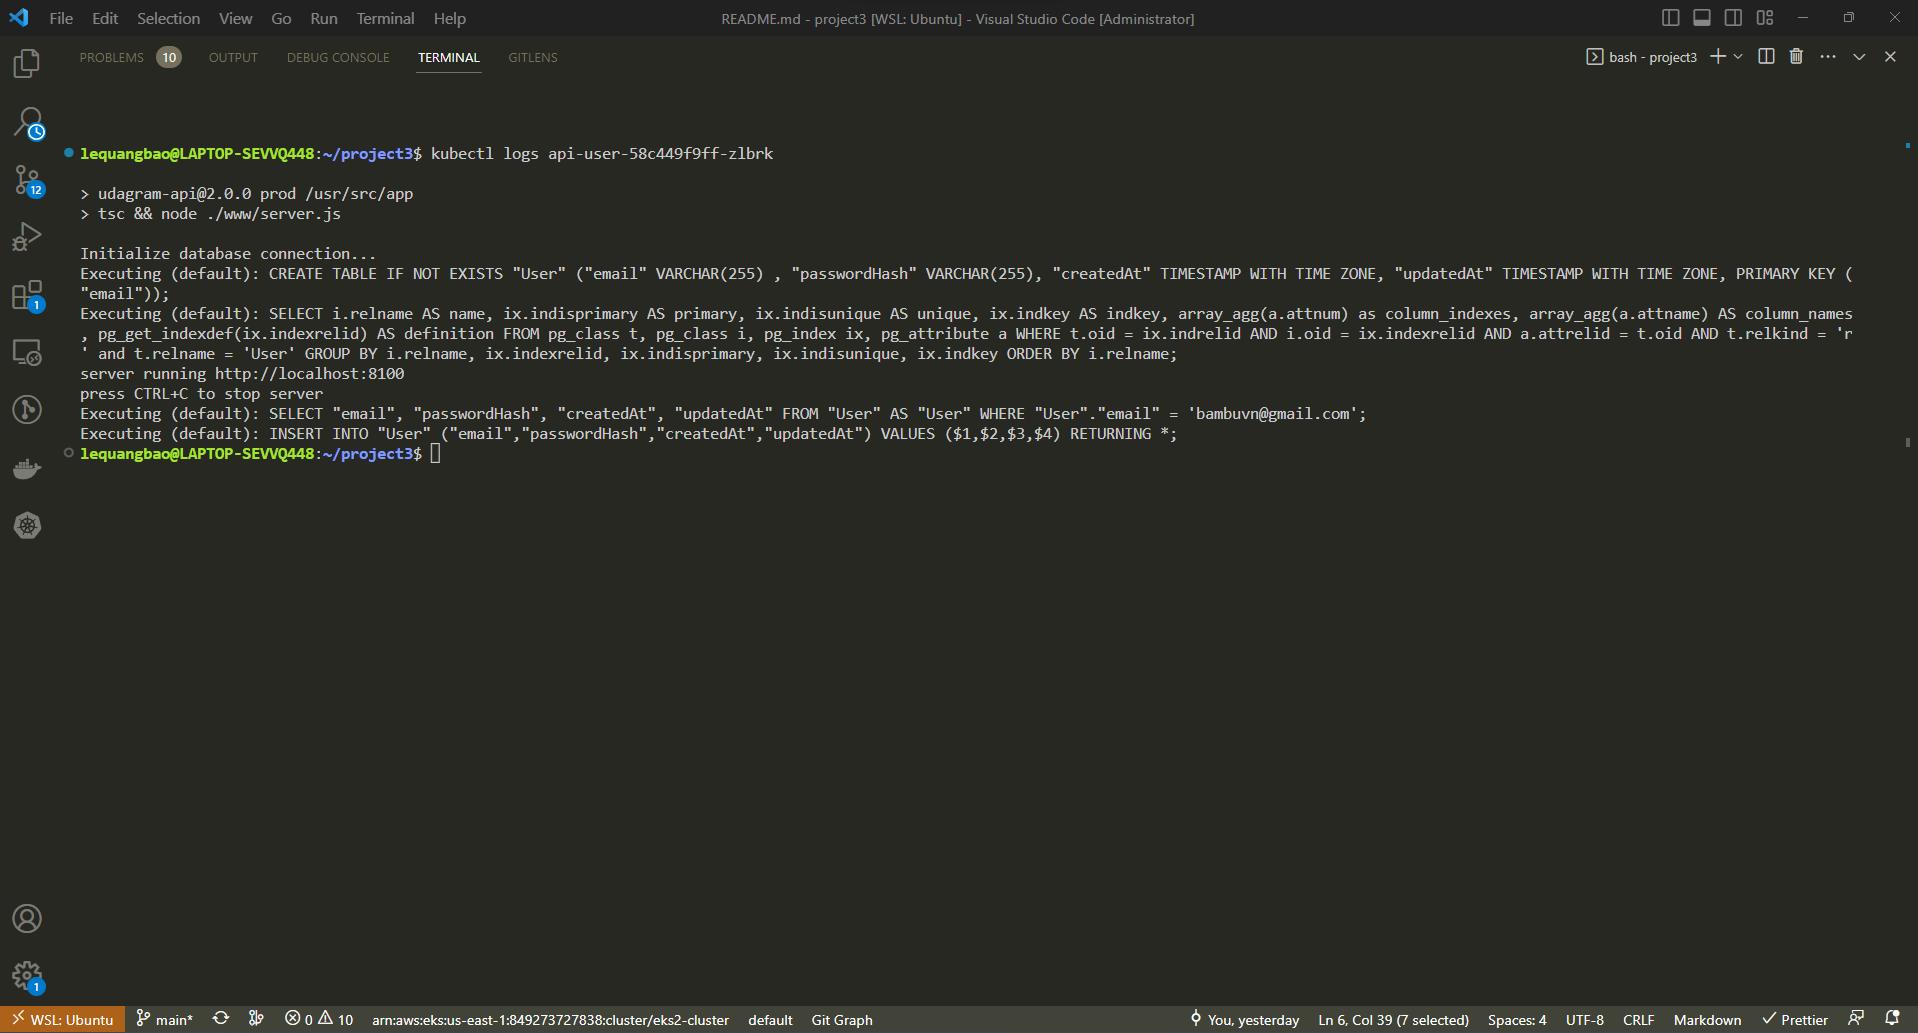 File Edit Selection View Go Run Terminal Help README.md - project3 [WSL: Ubuntu] - Visual Studio Code [Administrator]
PROBLEMS 10 OUTPUT DEBUG CONSOLE TERMINAL GITLENS bash - project3
lequangbao@LAPTOP-SEVVQ448:~/project3$ kubectl logs api-user-58c449f9ff-zlbrk
> udagram-api@2.0.0 prod /usr/src/app
> tsc && node ./www/server.js
Initialize database connection...
Executing (default): CREATE TABLE IF NOT EXISTS "User" ("email" VARCHAR(255) , "passwordHash" VARCHAR(255), "createdAt" TIMESTAMP WITH TIME ZONE, "updatedAt" TIMESTAMP WITH TIME ZONE, PRIMARY KEY (
"email"));
Executing (default): SELECT i.relname AS name, ix.indisprimary AS primary, ix.indisunique AS unique, ix.indkey AS indkey, array_agg(a.attnum) as column_indexes, array_agg(a.attname) AS column_names
, pg_get_indexdef(ix.indexrelid) AS definition FROM pg_class t, pg_class i, pg_index ix, pg_attribute a WHERE t.oid = ix.indrelid AND i.oid = ix.indexrelid AND a.attrelid = t.oid AND t.relkind = 'r
' and t.relname = 'User' GROUP BY i.relname, ix.indexrelid, ix.indisprimary, ix.indisunique, ix.indkey ORDER BY i.relname;
server running http://localhost:8100
press CTRL+C to stop server
Executing (default): SELECT "email", "passwordHash", "createdAt", "updatedAt" FROM "User" AS "User" WHERE "User"."email" = 'bambuvn@gmail.com';
Executing (default): INSERT INTO "User" ("email","passwordHash","createdAt","updatedAt") VALUES ($1,$2,$3,$4) RETURNING *;
lequangbao@LAPTOP-SEVVQ448:~/project3$
12
1
1
WSL: Ubuntu main* 0 10 arn:aws:eks:us-east-1:849273727838:cluster/eks2-cluster default Git Graph You, yesterday Ln 6, Col 39 (7 selected) Spaces: 4 UTF-8 CRLF Markdown Prettier